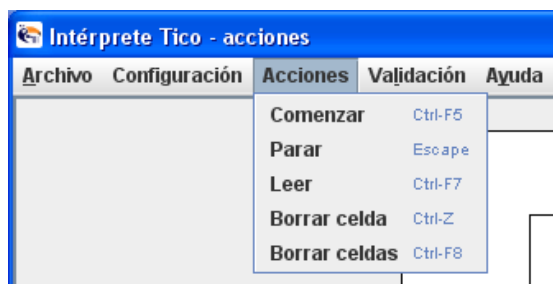 Intérprete Tico - acciones
Archivo Configuración Acciones Validación Ayuda
Comenzar Ctrl-F5
Parar Escape
Leer Ctrl-F7
Borrar celda Ctrl-Z
Borrar celdas Ctrl-F8